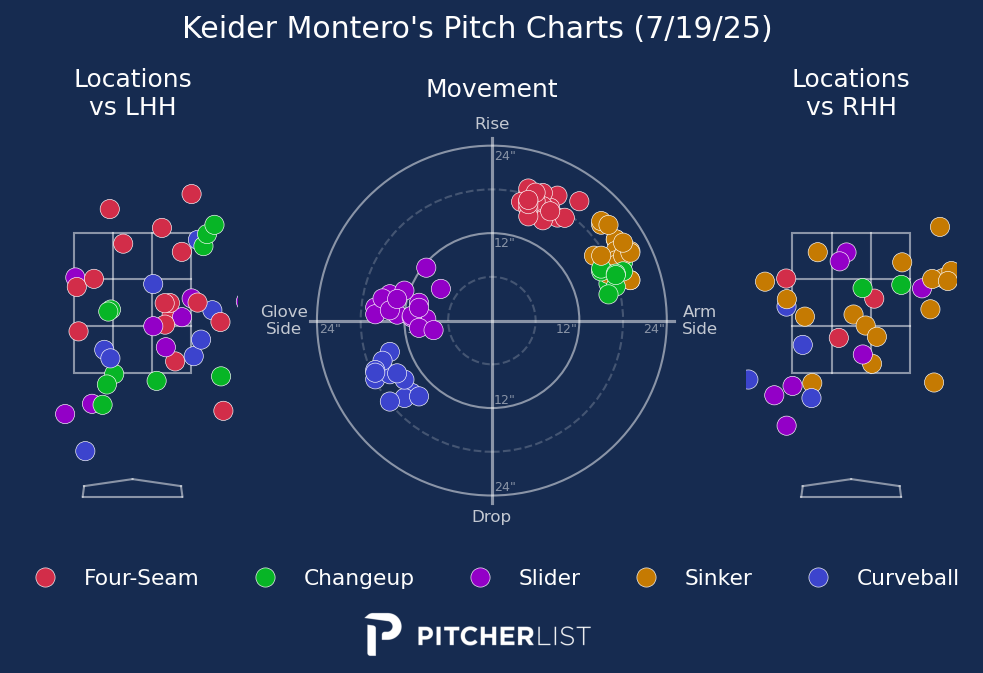 Keider Montero's Pitch Charts (7/19/25)
Locations
vs LHH
Movement
Locations
vs RHH
Rise
24"
12"
Glove
Side
24"
12"
24"
Arm
Side
12"
24"
Drop
Four-Seam
Changeup
Slider
Sinker
Curveball
PITCHERLIST